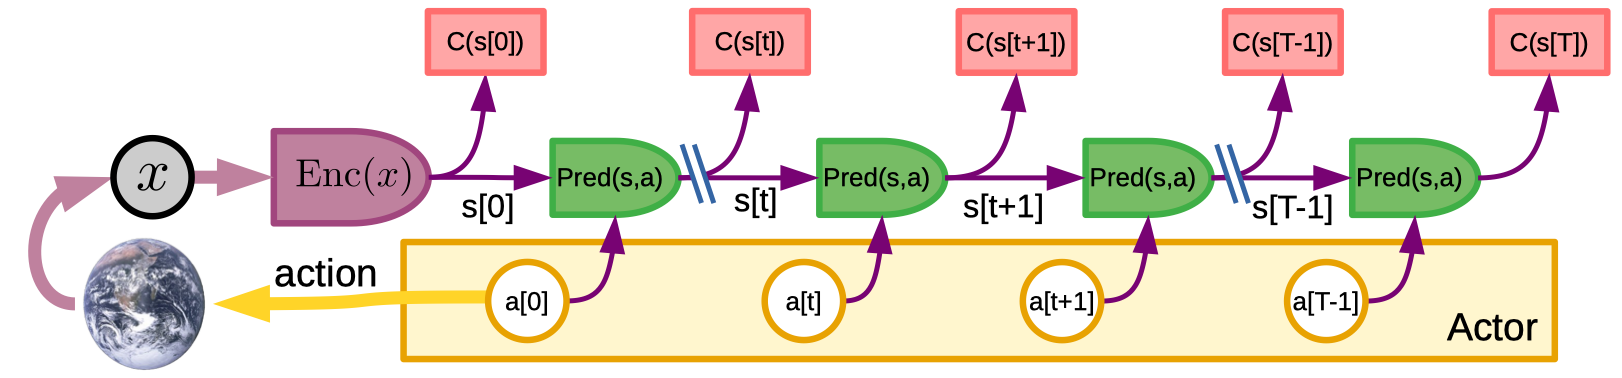 C(s[0])
C(s[t])
C(s[t+1])
C(s[T-1])
C(s[T])
x
Enc(x)
Pred(s,a)
Pred(s,a)
Pred(s,a)
Pred(s,a)
s[0]
s[t]
s[t+1]
s[T-1]
action
a[0]
a[t]
a[t+1]
a[T-1]
Actor